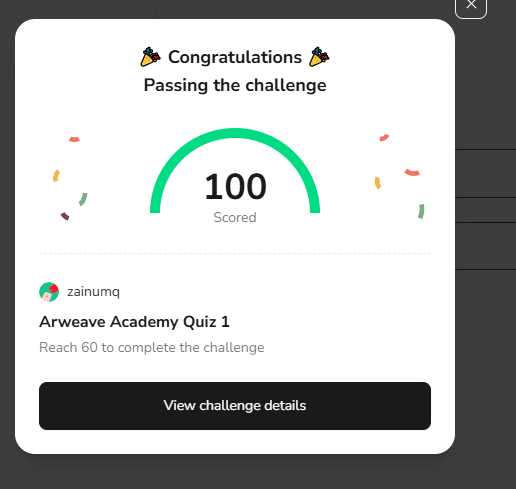 🎉 Congratulations 🎉
Passing the challenge
100
Scored
zainumq
Arweave Academy Quiz 1
Reach 60 to complete the challenge
View challenge details